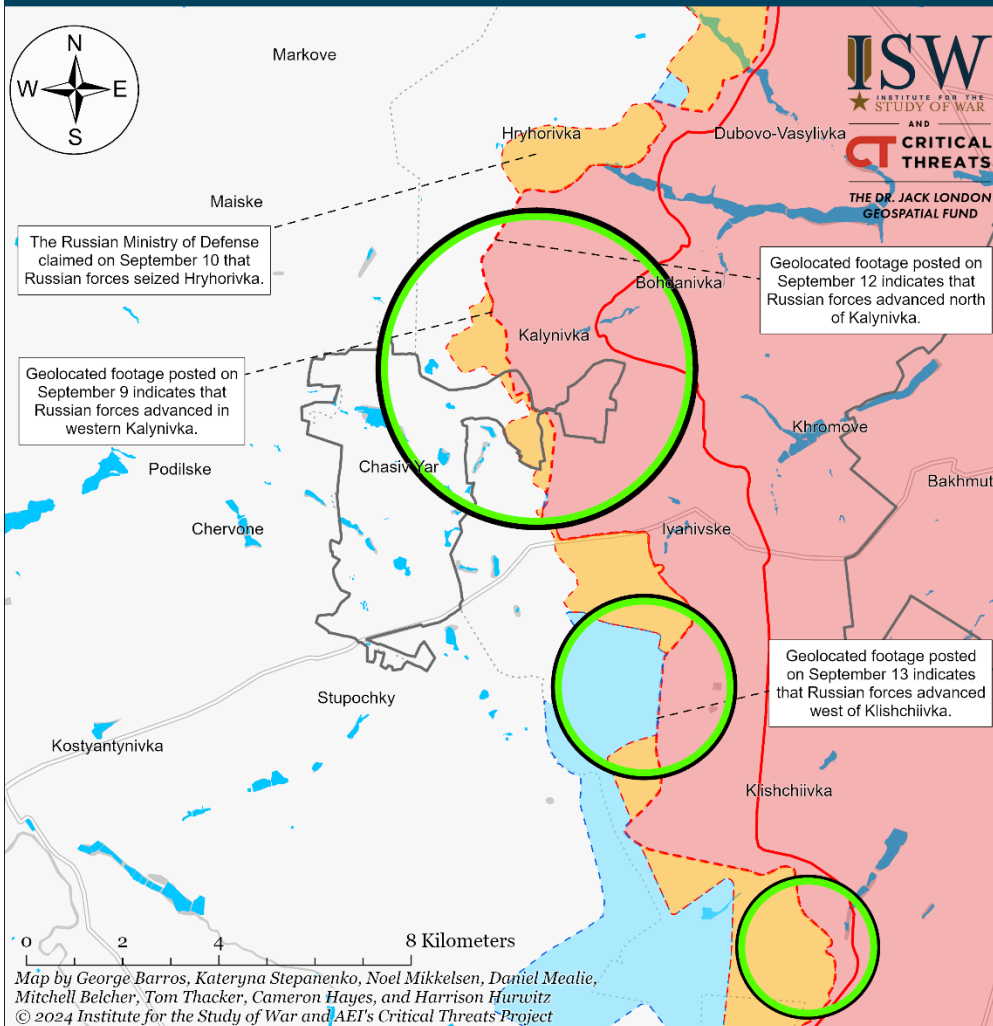 N
W E
S
Markove
ISW
INSTITUTE FOR THE
STUDY OF WAR
AND
CT CRITICAL
THREATS
THE DR. JACK LONDON
GEOSPATIAL FUND
Hryhorivka
Dubovo-Vasylivka
Maiske
The Russian Ministry of Defense
claimed on September 10 that
Russian forces seized Hryhorivka.
Geolocated footage posted on
September 12 indicates that
Russian forces advanced north
of Kalynivka.
Bohdanivka
Kalynivka
Geolocated footage posted on
September 9 indicates that
Russian forces advanced in
western Kalynivka.
Khromove
Podilske
Chasiv Yar
Bakhmut
Chervone
Ivanivske
Geolocated footage posted
on September 13 indicates
that Russian forces advanced
west of Klishchiivka.
Stupochky
Kostyantynivka
Klishchiivka
0 2 4 8 Kilometers
Map by George Barros, Kateryna Stepanenko, Noel Mikkelsen, Daniel Mealie,
Mitchell Belcher, Tom Thacker, Cameron Hayes, and Harrison Hurwitz
© 2024 Institute for the Study of War and AEI's Critical Threats Project